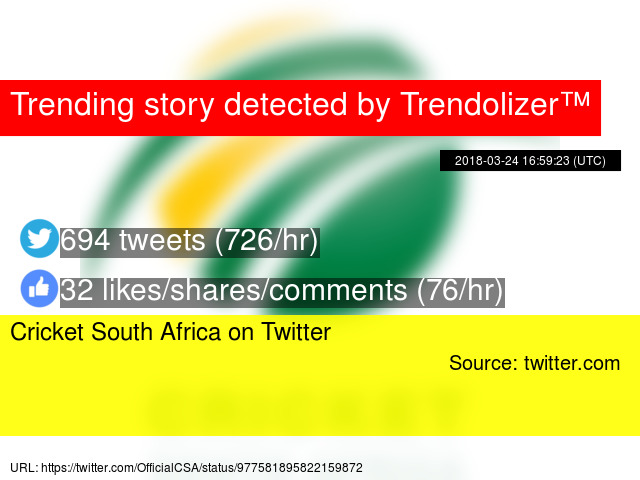 Trending story detected by Trendolizer™
2018-03-24 16:59:23 (UTC)
694 tweets (726/hr)
32 likes/shares/comments (76/hr)
Cricket South Africa on Twitter
Source: twitter.com
CRICKET
URL: https://twitter.com/OfficialCSA/status/977581895822159872